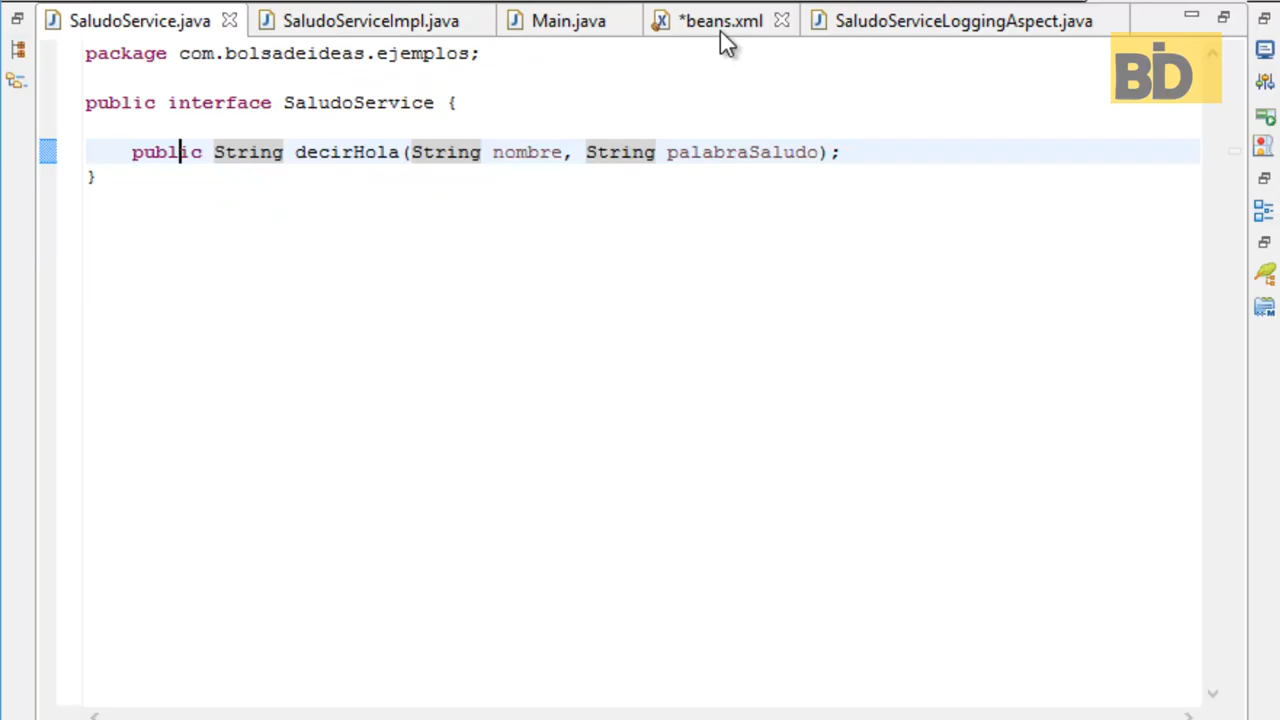 SaludoService.java SaludoServiceImpl.java Main.java *beans.xml SaludoServiceLoggingAspect.java
BD
package com.bolsadeideas.ejemplos;
public interface SaludoService {
public String decirHola(String nombre, String palabraSaludo);
}